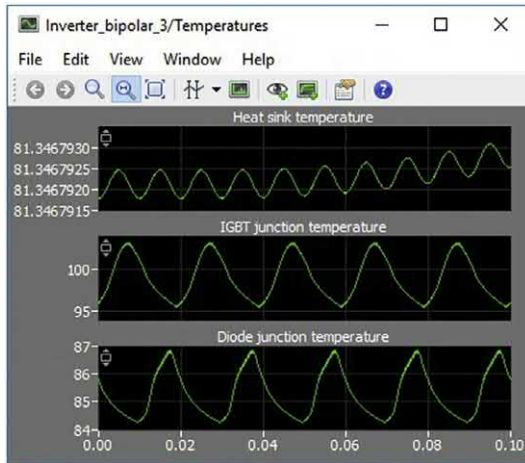 Inverter_bipolar_3/Temperatures
File Edit View Window Help
Heat sink temperature
81.3467930
81.3467925
81.3467920
81.3467915
IGBT junction temperature
100
95
Diode junction temperature
87
86
85
84
0.00 0.02 0.04 0.06 0.08 0.10